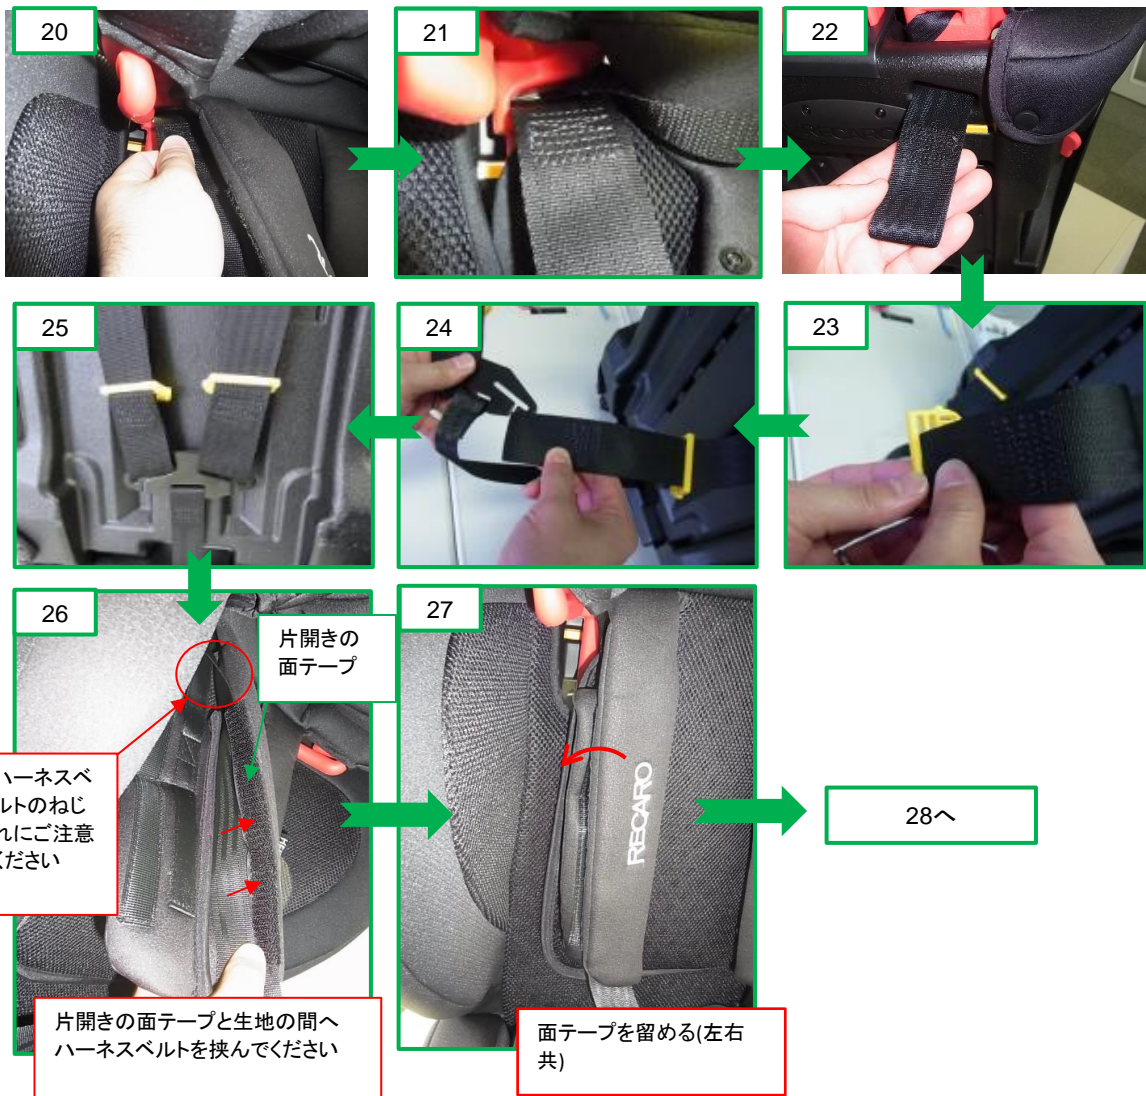 20
21
22
25
24
23
26
片開きの
面テープ
ハーネスベ
ルトのねじ
れにご注意
ください
片開きの面テープと生地の間へ
ハーネスベルトを挟んでください
27
RECARO
面テープを留める(左右
共)
28へ